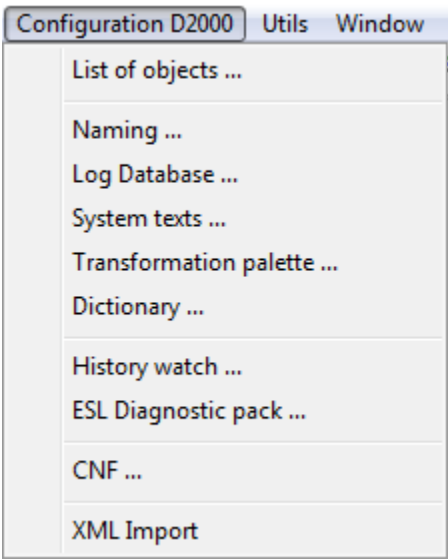 Configuration D2000 Utils Window
List of objects ...
Naming ...
Log Database ...
System texts ...
Transformation palette ...
Dictionary ...
History watch ...
ESL Diagnostic pack ...
CNF ...
XML Import